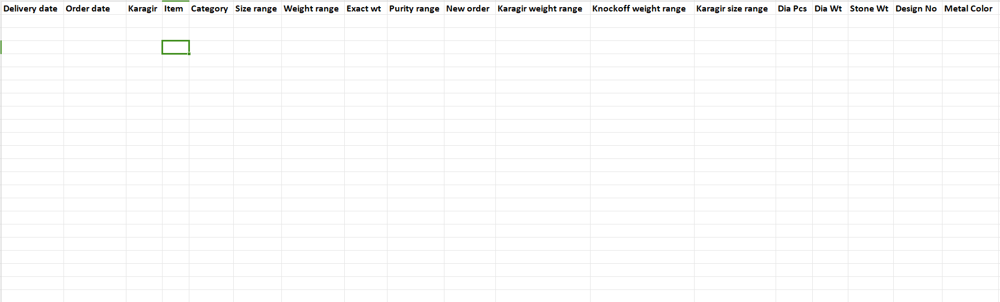 Delivery date Order date Karagir Item Category Size range Weight range Exact wt Purity range New order Karagir weight range Knockoff weight range Karagir size range Dia Pcs Dia Wt Stone Wt Design No Metal Color